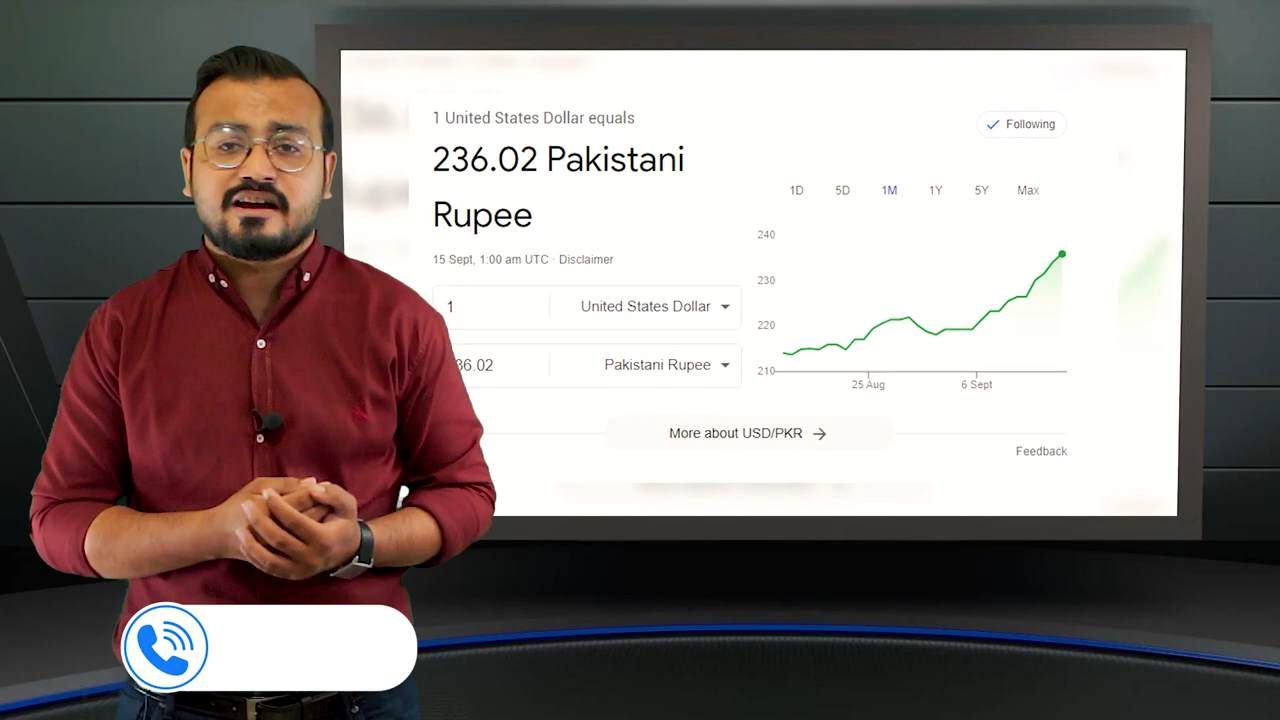 1 United States Dollar equals
Following
236.02 Pakistani
Rupee
1D 5D 1M 1Y 5Y Max
15 Sept, 1:00 am UTC · Disclaimer
1 United States Dollar
36.02 Pakistani Rupee
240
230
220
210
25 Aug 6 Sept
More about USD/PKR
Feedback